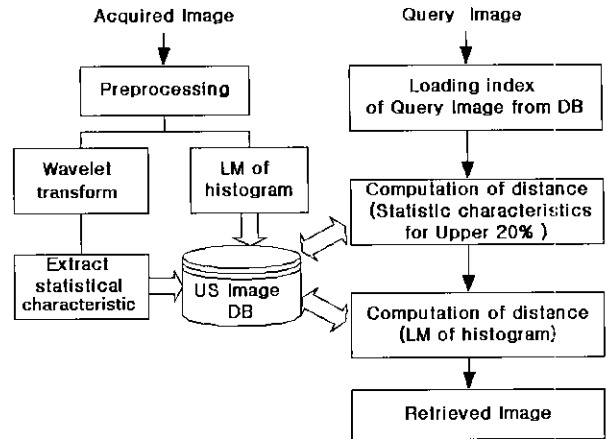 Acquired Image
Preprocessing
Wavelet
transform
LM of
histogram
Extract
statistical
characteristic
US Image
DB
Query Image
Loading index
of Query Image from DB
Computation of distance
(Statistic characteristics
for Upper 20% )
Computation of distance
(LM of histogram)
Retrieved Image